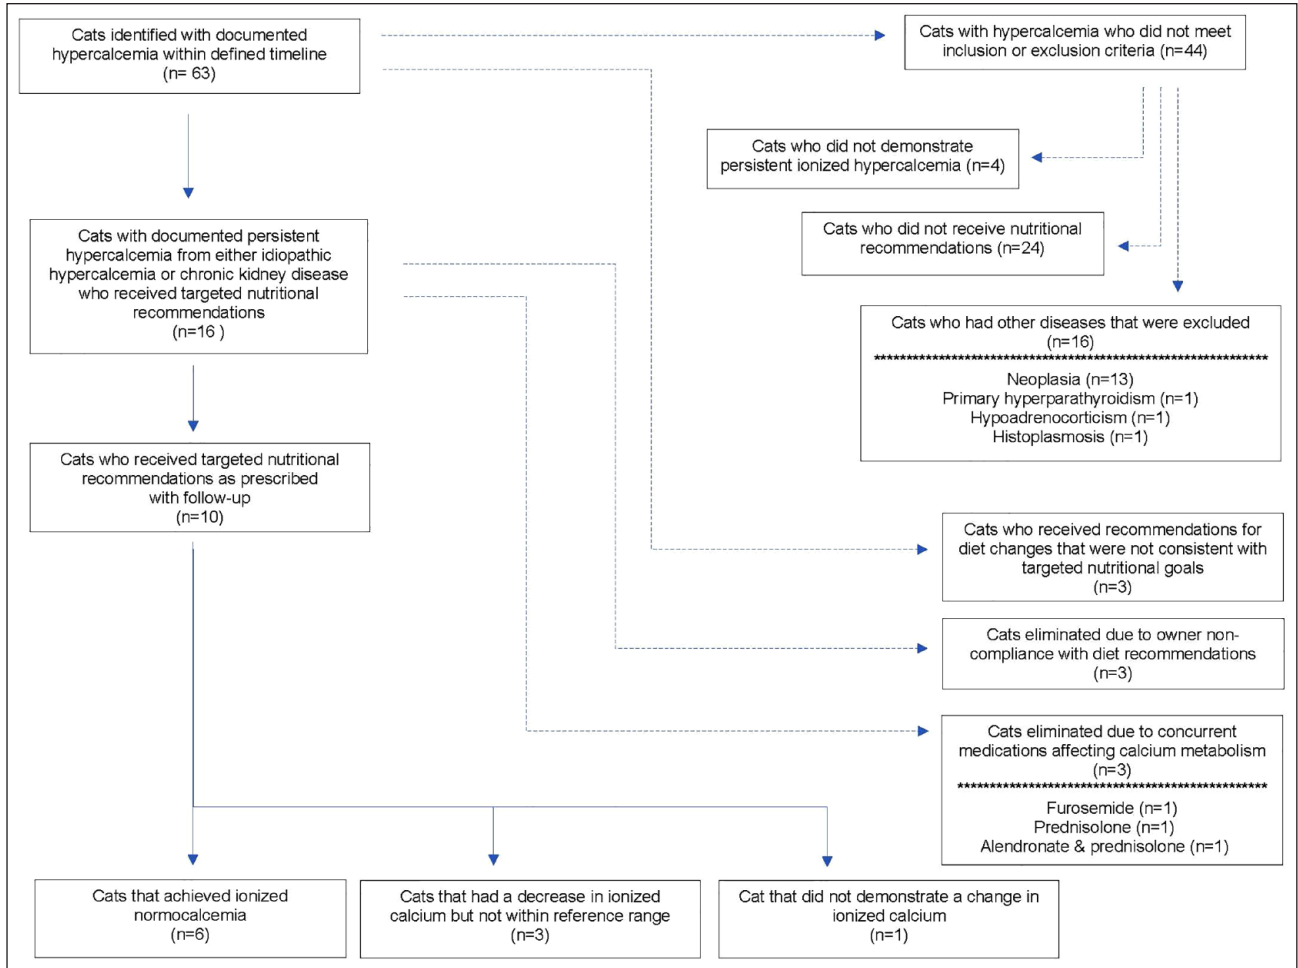 Cats identified with documented
hypercalcemia within defined timeline
(n= 63)
Cats with hypercalcemia who did not meet
inclusion or exclusion criteria (n=44)
Cats who did not demonstrate
persistent ionized hypercalcemia (n=4)
Cats who did not receive nutritional
recommendations (n=24)
Cats who had other diseases that were excluded
(n=16)
************************************************************
Neoplasia (n=13)
Primary hyperparathyroidism (n=1)
Hypoadrenocorticism (n=1)
Histoplasmosis (n=1)
Cats with documented persistent
hypercalcemia from either idiopathic
hypercalcemia or chronic kidney disease
who received targeted nutritional
recommendations
(n=16 )
Cats who received targeted nutritional
recommendations as prescribed
with follow-up
(n=10)
Cats who received recommendations for
diet changes that were not consistent with
targeted nutritional goals
(n=3)
Cats eliminated due to owner non-
compliance with diet recommendations
(n=3)
Cats eliminated due to concurrent
medications affecting calcium metabolism
(n=3)
***********************************************
Furosemide (n=1)
Prednisolone (n=1)
Alendronate & prednisolone (n=1)
Cats that achieved ionized
normocalcemia
(n=6)
Cats that had a decrease in ionized
calcium but not within reference range
(n=3)
Cat that did not demonstrate a change in
ionized calcium
(n=1)